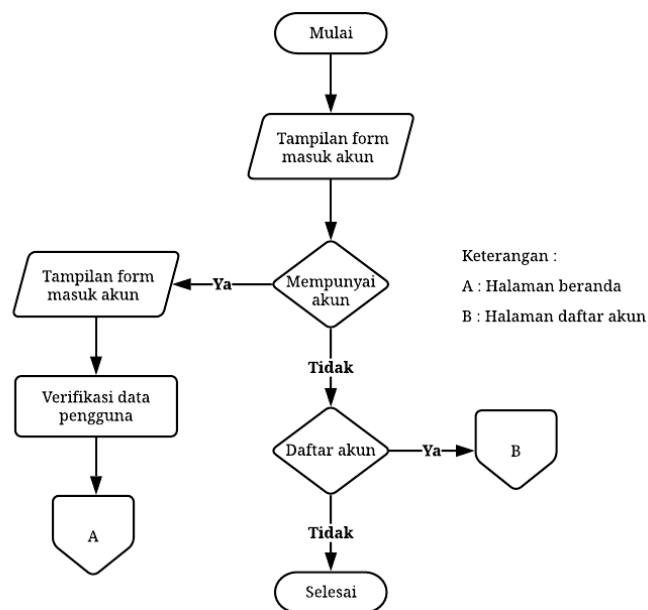 Mulai
Tampilan form
masuk akun
Mempunyai
akun
Ya
Tampilan form
masuk akun
Verifikasi data
pengguna
A
Tidak
Daftar akun
Ya
B
Tidak
Selesai
Keterangan :
A : Halaman beranda
B : Halaman daftar akun